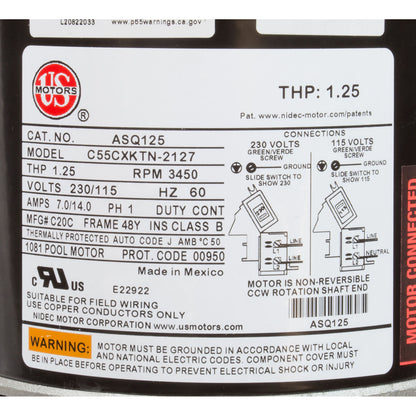 L20822033
www.p65warnings.ca.gov
US
MOTORS
®
THP: 1.25
Pat. www.nidec-motor.com/patents
CAT. NO. ASQ125
MODEL C55CXKTN-2127
THP 1.25 RPM 3450
VOLTS 230/115 HZ 60
AMPS 7.0/14.0 PH 1 DUTY CONT
MFG# C20C FRAME 48Y INS CLASS B
THERMALLY PROTECTED AUTO CODE J AMB °C 50
1081 POOL MOTOR PROT. CODE 00950
Made in Mexico
C UL US
E22922
SUITABLE FOR FIELD WIRING
USE COPPER CONDUCTORS ONLY
NIDEC MOTOR CORPORATION www.usmotors.com
CONNECTIONS
230 VOLTS
GREEN/VERDE
SCREW
GROUND
SLIDE SWITCH TO
SHOW 230
LINE
LINE
115 VOLTS
GREEN/VERDE
SCREW
GROUND
SLIDE SWITCH TO
SHOW 115
LINE
NEUTRAL
MOTOR IS NON-REVERSIBLE
CCW ROTATION SHAFT END
ASQ125
WARNING: MOTOR MUST BE GROUNDED IN ACCORDANCE WITH LOCAL
AND NATIONAL ELECTRIC CODES. COMPONENT COVER MUST
BE IN PLACE BEFORE OPERATING TO PREVENT ELECTRICAL SHOCK OR INJURY
MOTOR CONNECTED